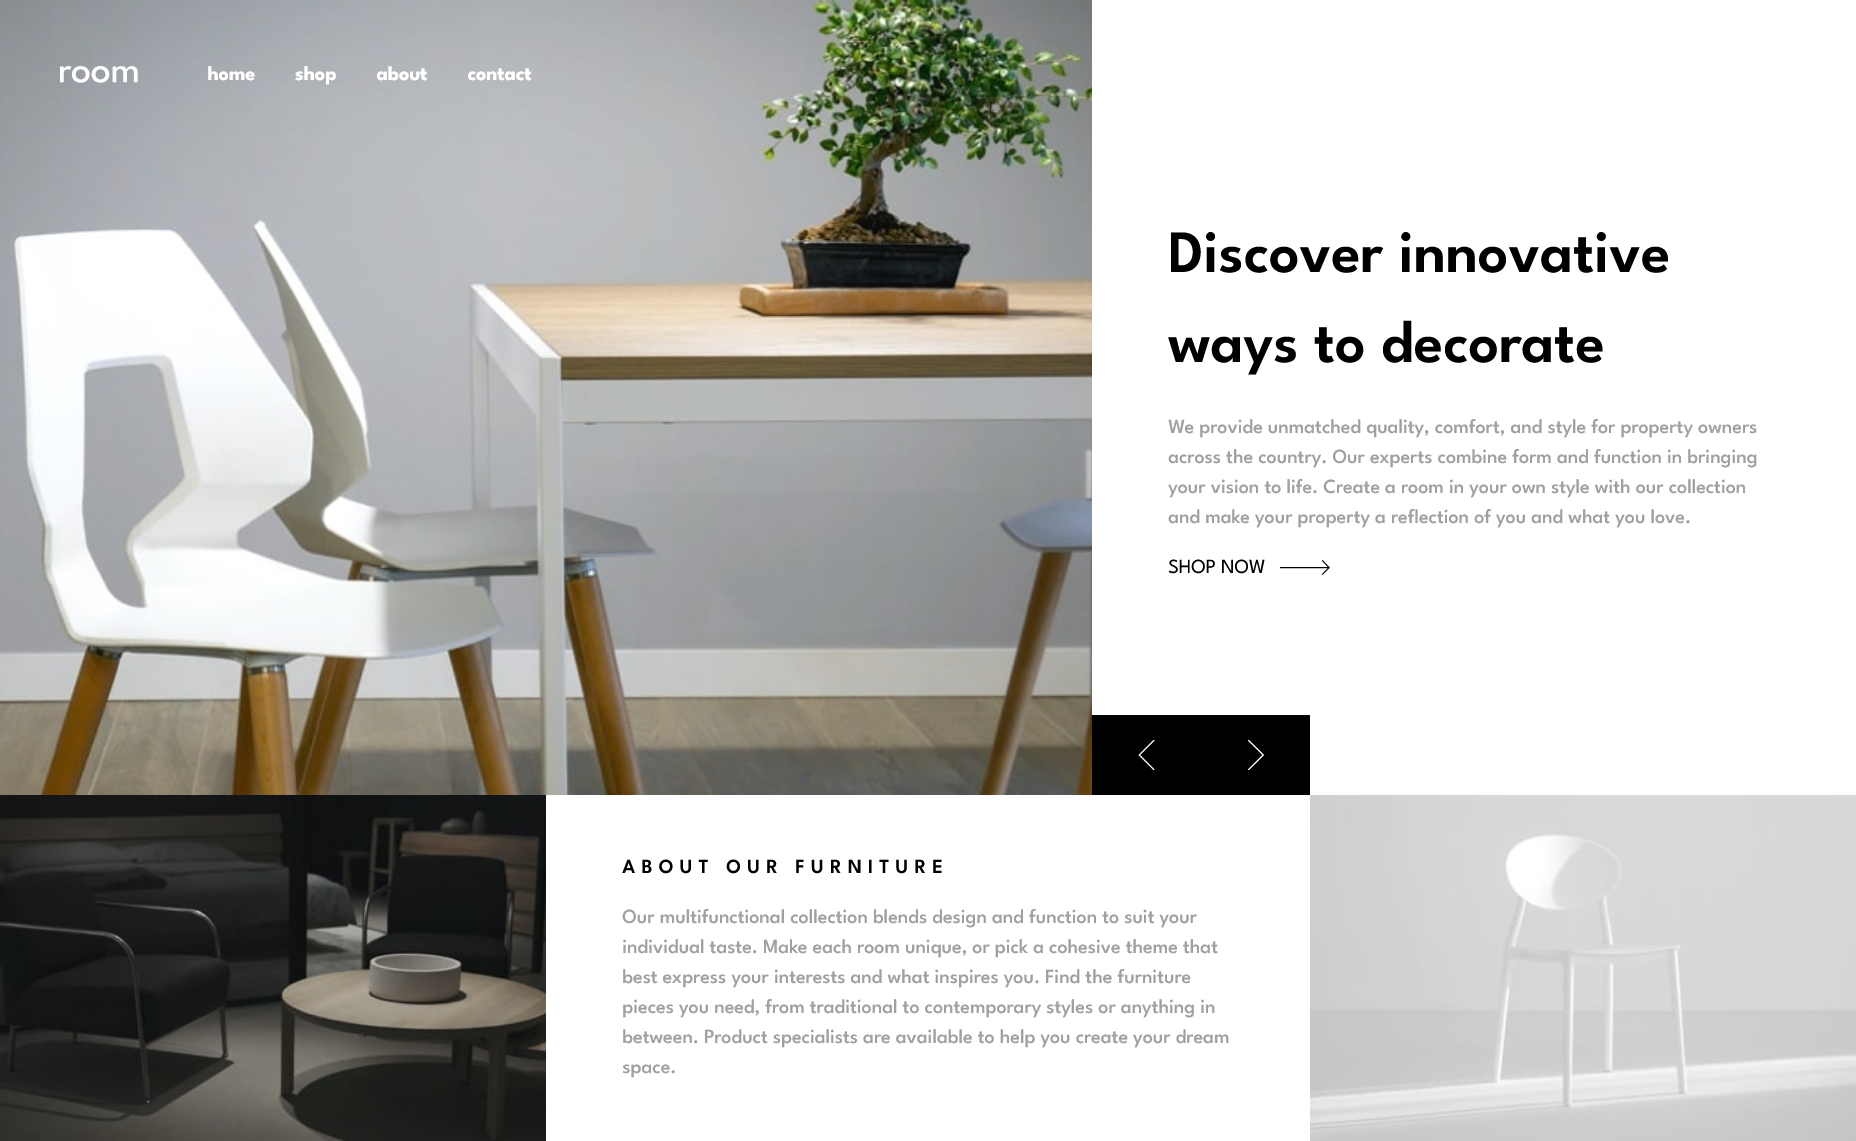 room
home shop about contact
Discover innovative
ways to decorate
We provide unmatched quality, comfort, and style for property owners
across the country. Our experts combine form and function in bringing
your vision to life. Create a room in your own style with our collection
and make your property a reflection of you and what you love.
SHOP NOW
ABOUT OUR FURNITURE
Our multifunctional collection blends design and function to suit your
individual taste. Make each room unique, or pick a cohesive theme that
best express your interests and what inspires you. Find the furniture
pieces you need, from traditional to contemporary styles or anything in
between. Product specialists are available to help you create your dream
space.